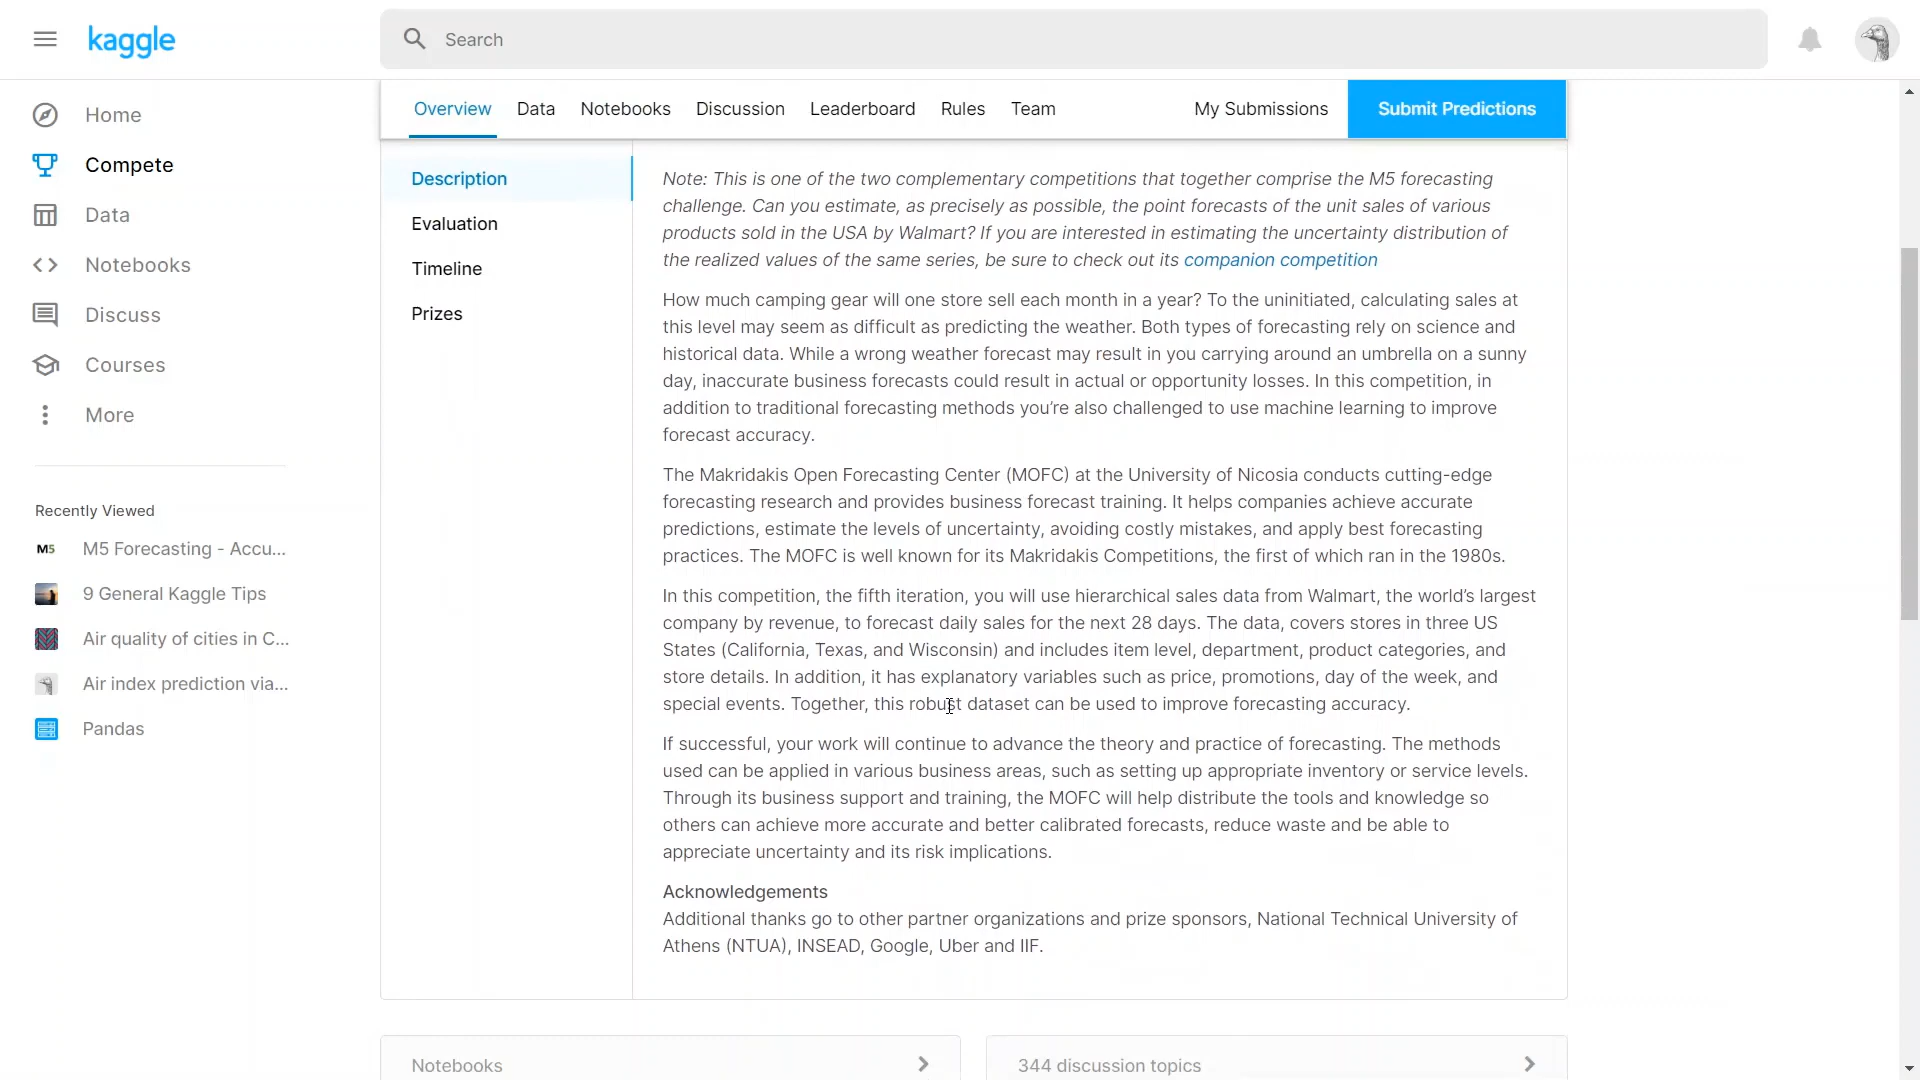 kaggle
Search
Home
Compete
Data
Notebooks
Discuss
Courses
More
Recently Viewed
M5 M5 Forecasting - Accu...
9 General Kaggle Tips
Air quality of cities in C...
Air index prediction via...
Pandas
Overview Data Notebooks Discussion Leaderboard Rules Team My Submissions Submit Predictions
Description
Evaluation
Timeline
Prizes
Note: This is one of the two complementary competitions that together comprise the M5 forecasting
challenge. Can you estimate, as precisely as possible, the point forecasts of the unit sales of various
products sold in the USA by Walmart? If you are interested in estimating the uncertainty distribution of
the realized values of the same series, be sure to check out its companion competition
How much camping gear will one store sell each month in a year? To the uninitiated, calculating sales at
this level may seem as difficult as predicting the weather. Both types of forecasting rely on science and
historical data. While a wrong weather forecast may result in you carrying around an umbrella on a sunny
day, inaccurate business forecasts could result in actual or opportunity losses. In this competition, in
addition to traditional forecasting methods you’re also challenged to use machine learning to improve
forecast accuracy.
The Makridakis Open Forecasting Center (MOFC) at the University of Nicosia conducts cutting-edge
forecasting research and provides business forecast training. It helps companies achieve accurate
predictions, estimate the levels of uncertainty, avoiding costly mistakes, and apply best forecasting
practices. The MOFC is well known for its Makridakis Competitions, the first of which ran in the 1980s.
In this competition, the fifth iteration, you will use hierarchical sales data from Walmart, the world’s largest
company by revenue, to forecast daily sales for the next 28 days. The data, covers stores in three US
States (California, Texas, and Wisconsin) and includes item level, department, product categories, and
store details. In addition, it has explanatory variables such as price, promotions, day of the week, and
special events. Together, this robust dataset can be used to improve forecasting accuracy.
If successful, your work will continue to advance the theory and practice of forecasting. The methods
used can be applied in various business areas, such as setting up appropriate inventory or service levels.
Through its business support and training, the MOFC will help distribute the tools and knowledge so
others can achieve more accurate and better calibrated forecasts, reduce waste and be able to
appreciate uncertainty and its risk implications.
Acknowledgements
Additional thanks go to other partner organizations and prize sponsors, National Technical University of
Athens (NTUA), INSEAD, Google, Uber and IIF.
Notebooks
344 discussion topics